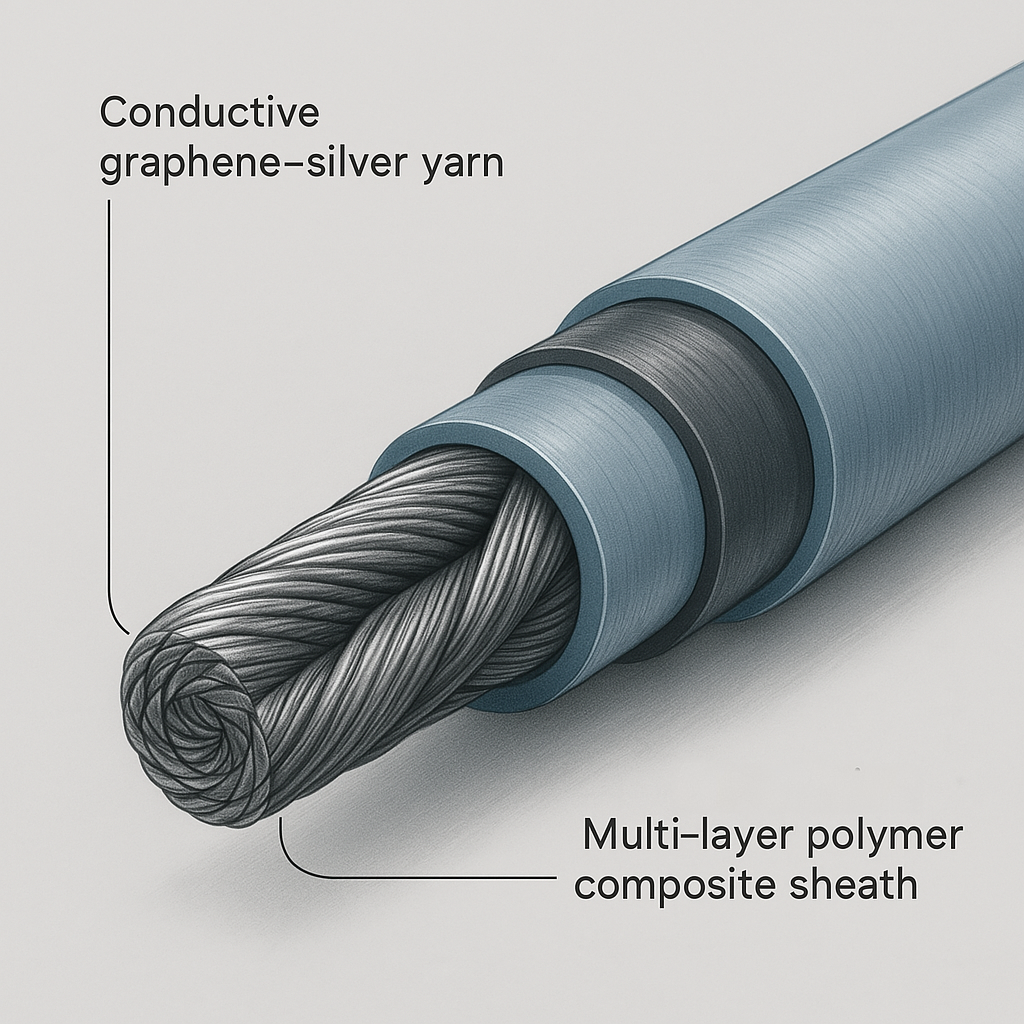 Conductive
graphene–silver yarn
Multi–layer polymer
composite sheath